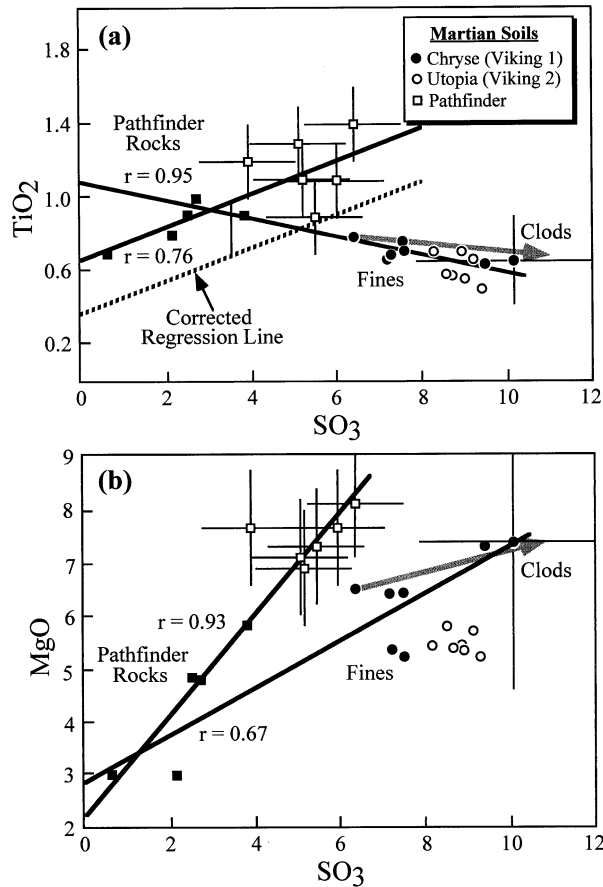 (a)
Martian Soils
Chryse (Viking 1)
Utopia (Viking 2)
Pathfinder
1.8
1.4
1.0
0.6
0.2
TiO2
Pathfinder
Rocks
r = 0.95
r = 0.76
Corrected
Regression Line
Fines
Clods
0
2
4
6
8
10
12
SO3
(b)
9
8
7
6
5
4
3
2
MgO
r = 0.93
Pathfinder
Rocks
r = 0.67
Fines
Clods
0
2
4
6
8
10
12
SO3